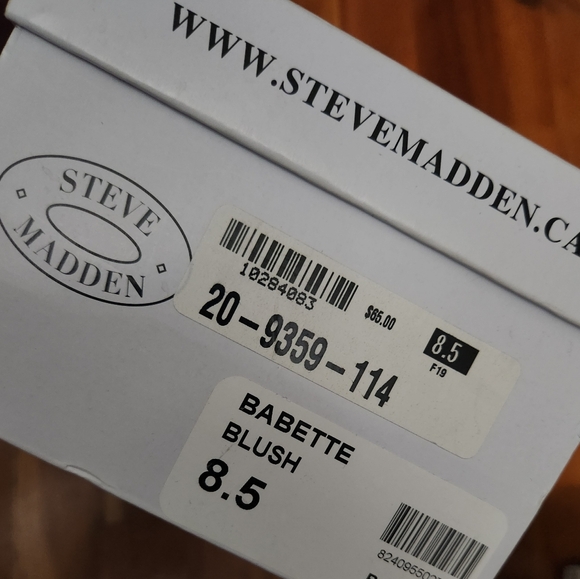 WWW.STEVEMADDEN.CA
STEVE
MADDEN
10284083
$65.00
8.5
F19
20-9359-114
BABETTE
BLUSH
8.5